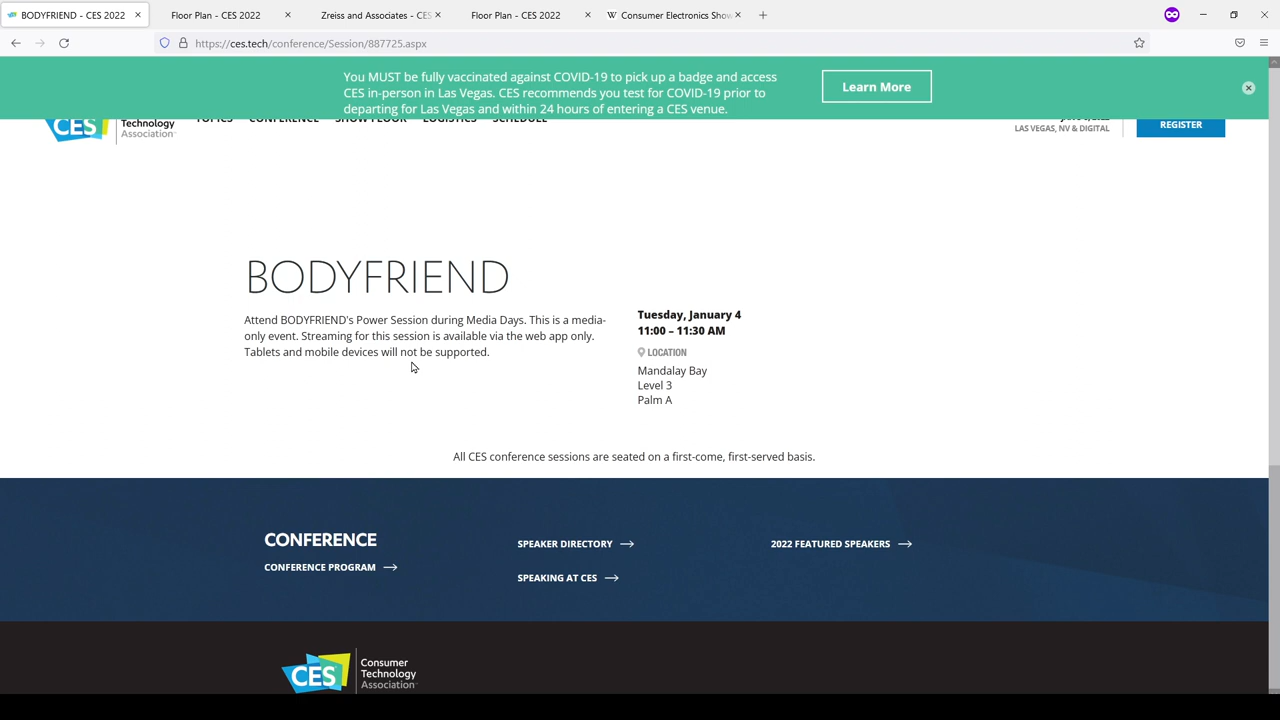 BODYFRIEND - CES 2022
Floor Plan - CES 2022
Zreiss and Associates - CES
Floor Plan - CES 2022
Consumer Electronics Show
https://ces.tech/conference/Session/887725.aspx
You MUST be fully vaccinated against COVID-19 to pick up a badge and access
CES in-person in Las Vegas. CES recommends you test for COVID-19 prior to
departing for Las Vegas and within 24 hours of entering a CES venue.
Learn More
CES
Technology
Association
TOPICS CONFERENCE SHOW FLOOR LOGISTICS SCHEDULE
LAS VEGAS, NV & DIGITAL
REGISTER
BODYFRIEND
Attend BODYFRIEND's Power Session during Media Days. This is a media-
only event. Streaming for this session is available via the web app only.
Tablets and mobile devices will not be supported.
Tuesday, January 4
11:00 – 11:30 AM
LOCATION
Mandalay Bay
Level 3
Palm A
All CES conference sessions are seated on a first-come, first-served basis.
CONFERENCE
CONFERENCE PROGRAM
SPEAKER DIRECTORY
SPEAKING AT CES
2022 FEATURED SPEAKERS
CES
Consumer
Technology
Association